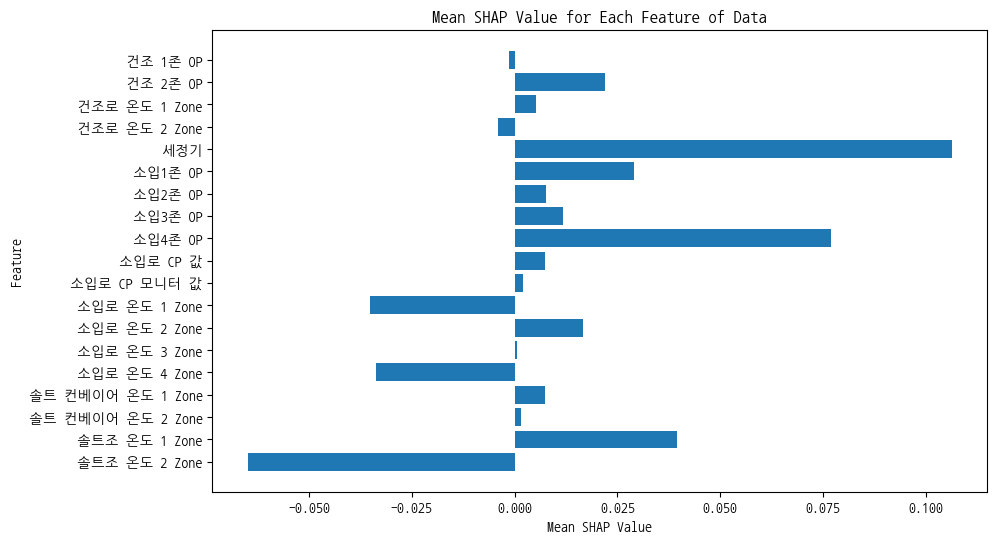 Mean SHAP Value for Each Feature of Data
건조 1존 OP
건조 2존 OP
건조로 온도 1 Zone
건조로 온도 2 Zone
세정기
소입1존 OP
소입2존 OP
소입3존 OP
소입4존 OP
소입로 CP 값
소입로 CP 모니터 값
소입로 온도 1 Zone
소입로 온도 2 Zone
소입로 온도 3 Zone
소입로 온도 4 Zone
솔트 컨베이어 온도 1 Zone
솔트 컨베이어 온도 2 Zone
솔트조 온도 1 Zone
솔트조 온도 2 Zone
Feature
−0.050 −0.025 0.000 0.025 0.050 0.075 0.100
Mean SHAP Value